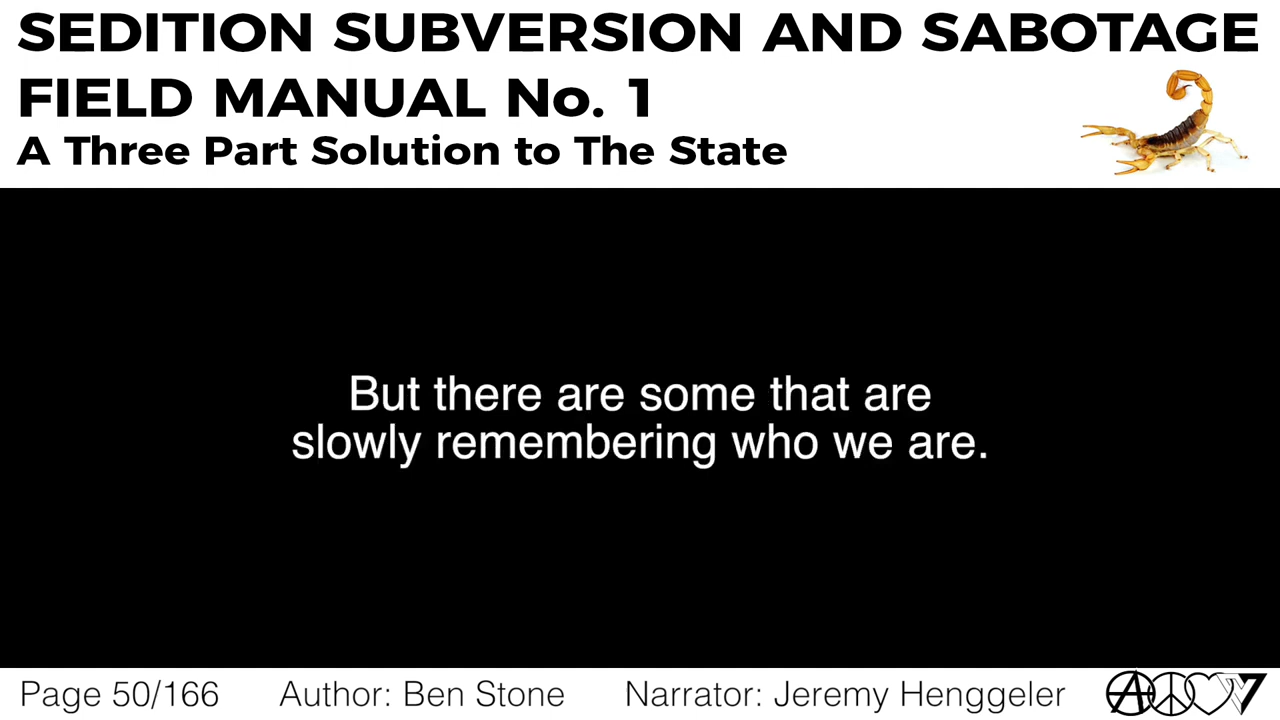 SEDITION SUBVERSION AND SABOTAGE
FIELD MANUAL No. 1
A Three Part Solution to The State
But there are some that are
slowly remembering who we are.
Page 50/166 Author: Ben Stone Narrator: Jeremy Henggeler